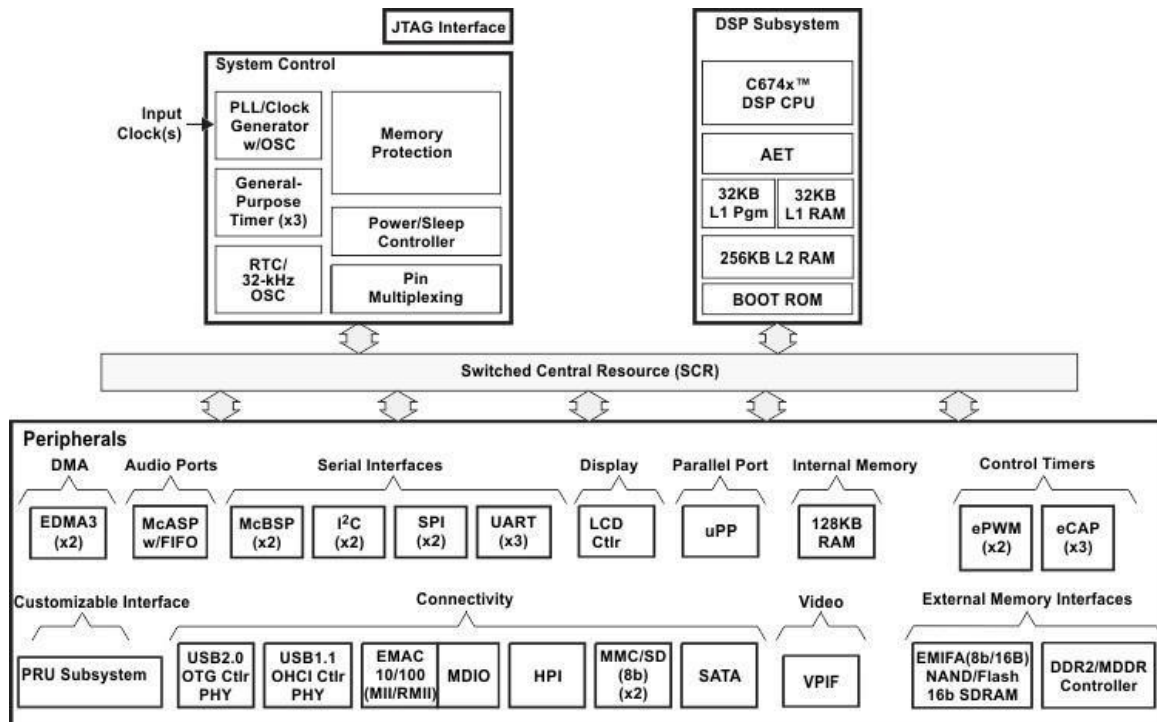 JTAG Interface
DSP Subsystem
System Control
Input
Clock(s)
PLL/Clock
Generator
w/OSC
Memory
Protection
General-
Purpose
Timer (x3)
Power/Sleep
Controller
RTC/
32-kHz
OSC
Pin
Multiplexing
C674x™
DSP CPU
AET
32KB
L1 Pgm
32KB
L1 RAM
256KB L2 RAM
BOOT ROM
Switched Central Resource (SCR)
Peripherals
DMA
Audio Ports
Serial Interfaces
Display
Parallel Port
Internal Memory
Control Timers
EDMA3
(x2)
McASP
w/FIFO
McBSP
(x2)
I²C
(x2)
SPI
(x2)
UART
(x3)
LCD
Ctlr
uPP
128KB
RAM
ePWM
(x2)
eCAP
(x3)
Customizable Interface
Connectivity
Video
External Memory Interfaces
PRU Subsystem
USB2.0
OTG Ctlr
PHY
USB1.1
OHCI Ctlr
PHY
EMAC
10/100
(MII/RMII)
MDIO
HPI
MMC/SD
(8b)
(x2)
SATA
VPIF
EMIFA(8b/16B)
NAND/Flash
16b SDRAM
DDR2/MDDR
Controller